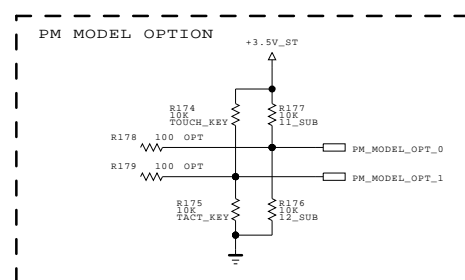 PM MODEL OPTION
+3.5V_ST
R174
10K
TOUCH_KEY
R177
10K
11_SUB
R178 100 OPT
PM_MODEL_OPT_0
R179 100 OPT
PM_MODEL_OPT_1
R175
10K
TACT_KEY
R176
10K
12_SUB